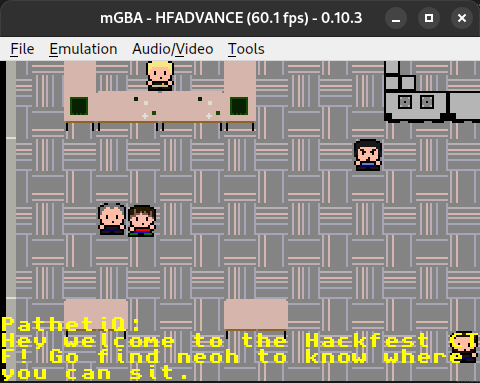 mGBA - HFADVANCE (60.1 fps) - 0.10.3
File Emulation Audio/Video Tools
PathetiQ:
Hey welcome to the Hackfest
F! Go find neoh to know where
you can sit.